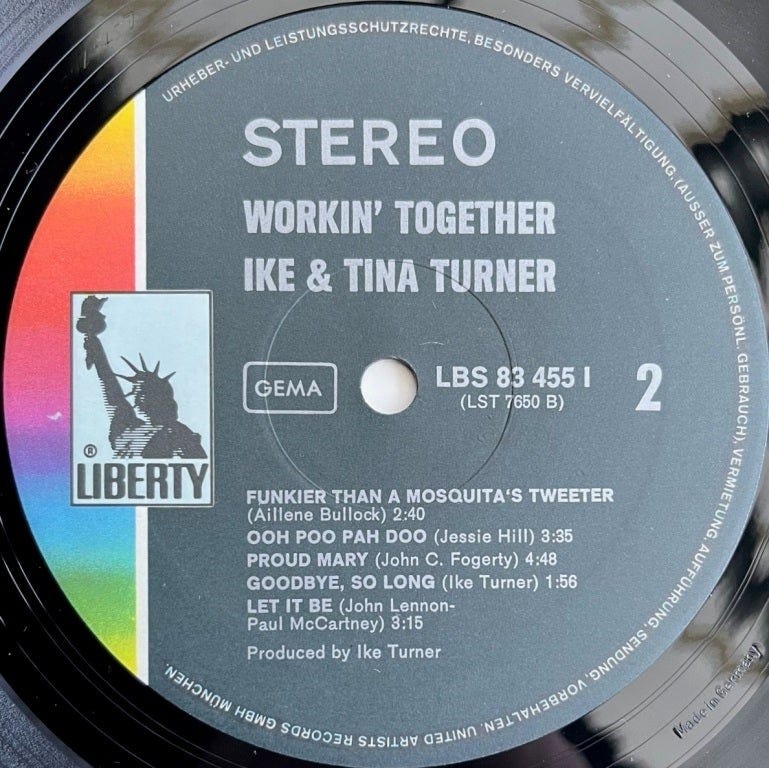 URHEBER- UND LEISTUNGSSCHUTZRECHTE, BESONDERS VERVIELFÄLTIGUNG (AUSSER ZUM PERSÖNL. GEBRAUCH), VERMIETUNG, AUFFÜHRUNG, SENDUNG, VORBEHALTEN. UNITED ARTISTS RECORDS GMBH MÜNCHEN.
STEREO
WORKIN' TOGETHER
IKE & TINA TURNER
GEMA
LBS 83 455 I
(LST 7650 B)
2
®
LIBERTY
FUNKIER THAN A MOSQUITA'S TWEETER
(Aillene Bullock) 2:40
OOH POO PAH DOO (Jessie Hill) 3:35
PROUD MARY (John C. Fogerty) 4:48
GOODBYE, SO LONG (Ike Turner) 1:56
LET IT BE (John Lennon-
Paul McCartney) 3:15
Produced by Ike Turner
Made in Germany